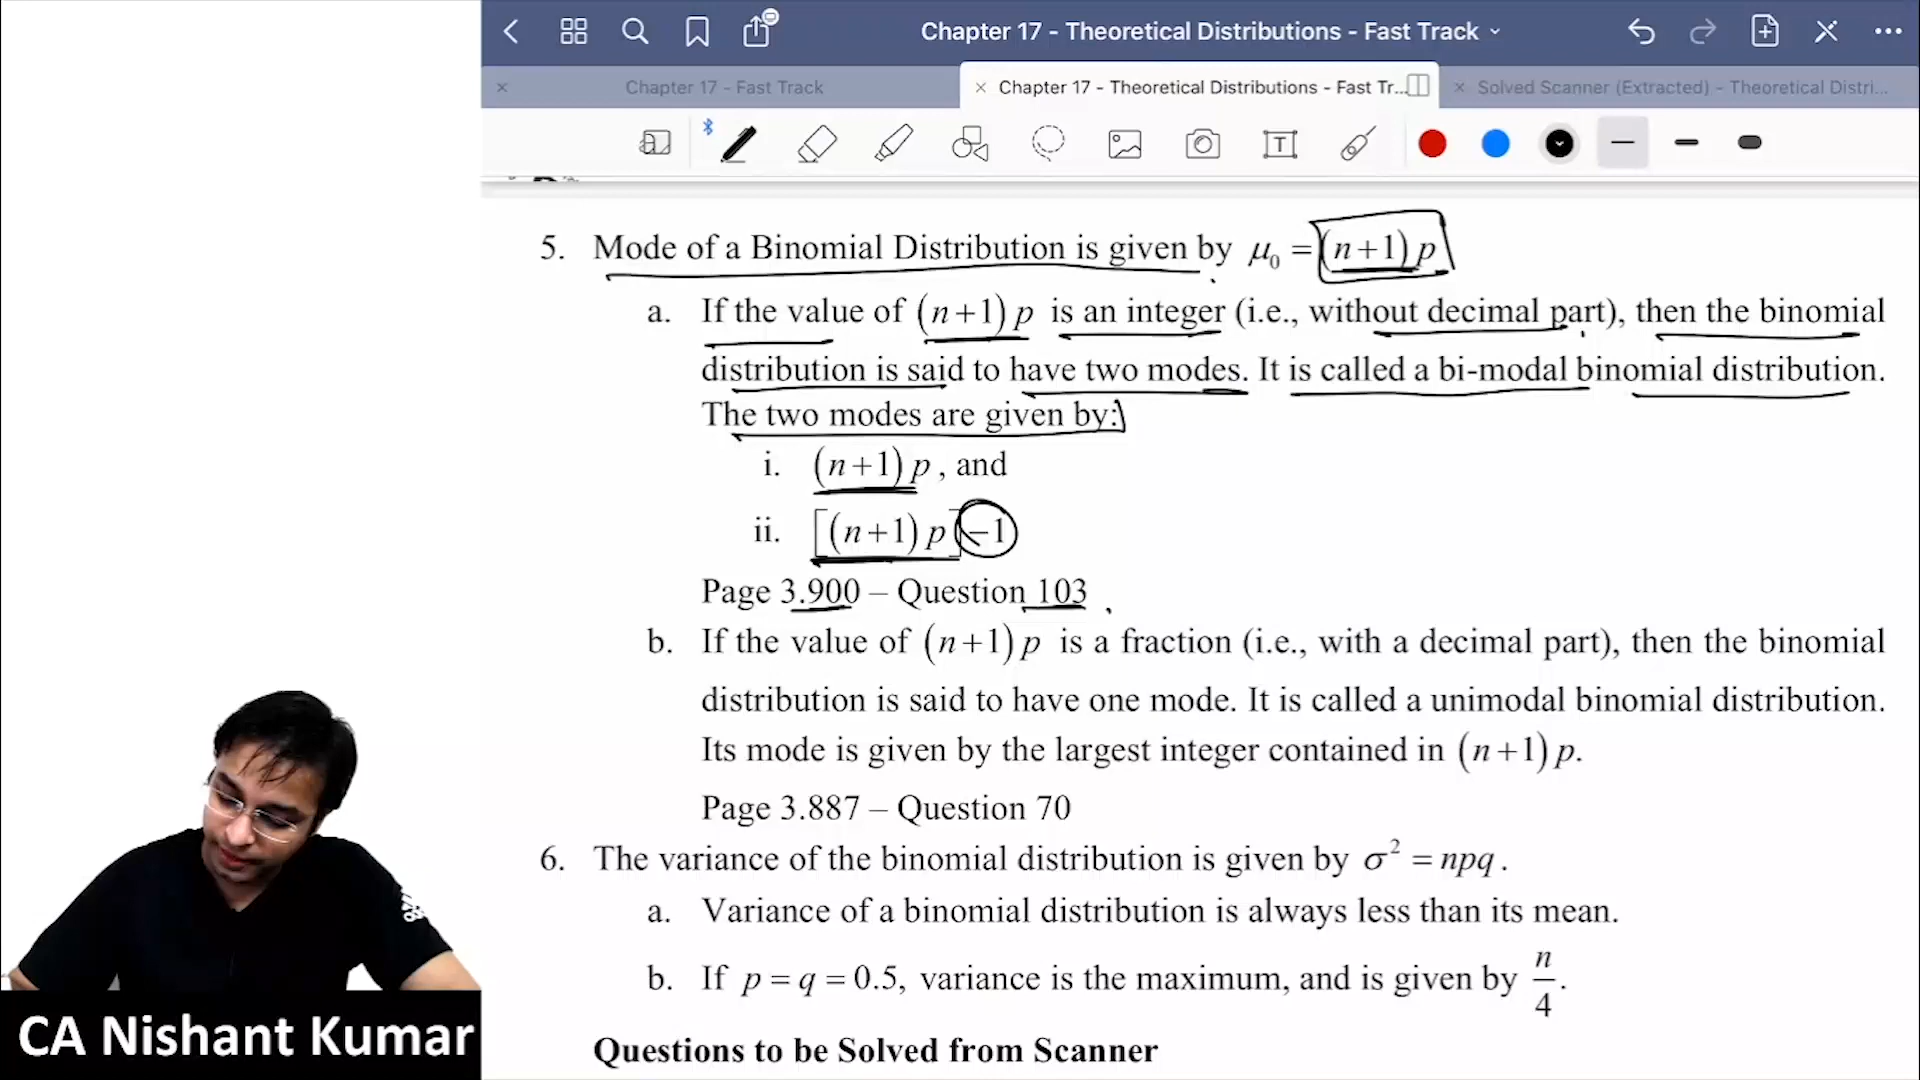 Chapter 17 - Theoretical Distributions - Fast Track
Chapter 17 - Fast Track
Chapter 17 - Theoretical Distributions - Fast Tr...
Solved Scanner (Extracted) - Theoretical Distri...
5. Mode of a Binomial Distribution is given by μ₀ = (n+1)p
a. If the value of (n+1)p is an integer (i.e., without decimal part), then the binomial
distribution is said to have two modes. It is called a bi-modal binomial distribution.
The two modes are given by:
i. (n+1)p, and
ii. [(n+1)p]−1
Page 3.900 – Question 103
b. If the value of (n+1)p is a fraction (i.e., with a decimal part), then the binomial
distribution is said to have one mode. It is called a unimodal binomial distribution.
Its mode is given by the largest integer contained in (n+1)p.
Page 3.887 – Question 70
6. The variance of the binomial distribution is given by σ² = npq.
a. Variance of a binomial distribution is always less than its mean.
b. If p = q = 0.5, variance is the maximum, and is given by n/4.
Questions to be Solved from Scanner
CA Nishant Kumar